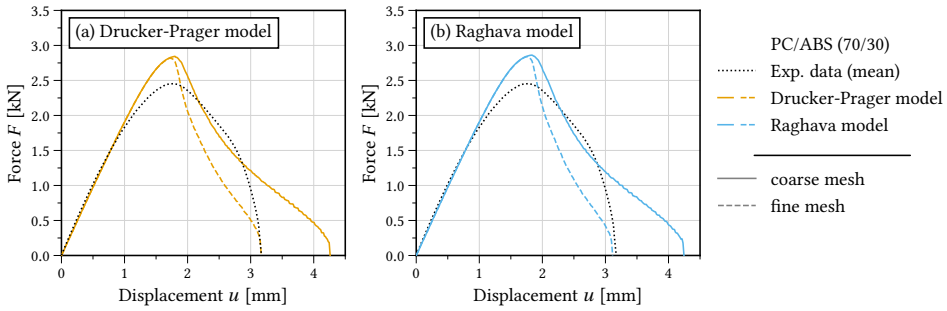 (a) Drucker-Prager model
Force F [kN]
3.5
3.0
2.5
2.0
1.5
1.0
0.5
0.0
0 1 2 3 4
Displacement u [mm]
(b) Raghava model
Force F [kN]
3.5
3.0
2.5
2.0
1.5
1.0
0.5
0.0
0 1 2 3 4
Displacement u [mm]
PC/ABS (70/30)
Exp. data (mean)
Drucker-Prager model
Raghava model
coarse mesh
fine mesh